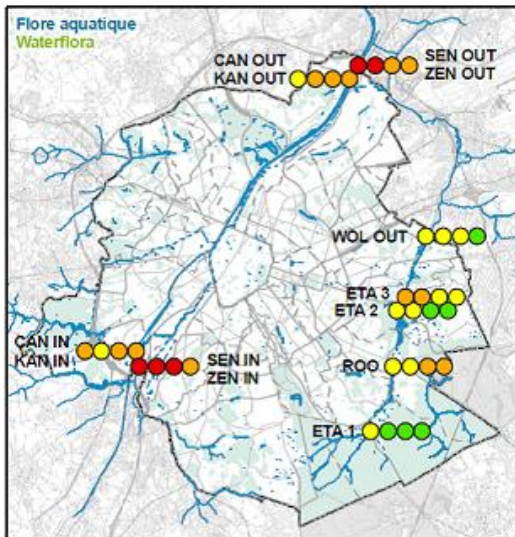 Flore aquatique
Waterflora
CAN OUT
KAN OUT
SEN OUT
ZEN OUT
WOL OUT
ETA 3
ETA 2
CAN IN
KAN IN
SEN IN
ZEN IN
ROO
ETA 1